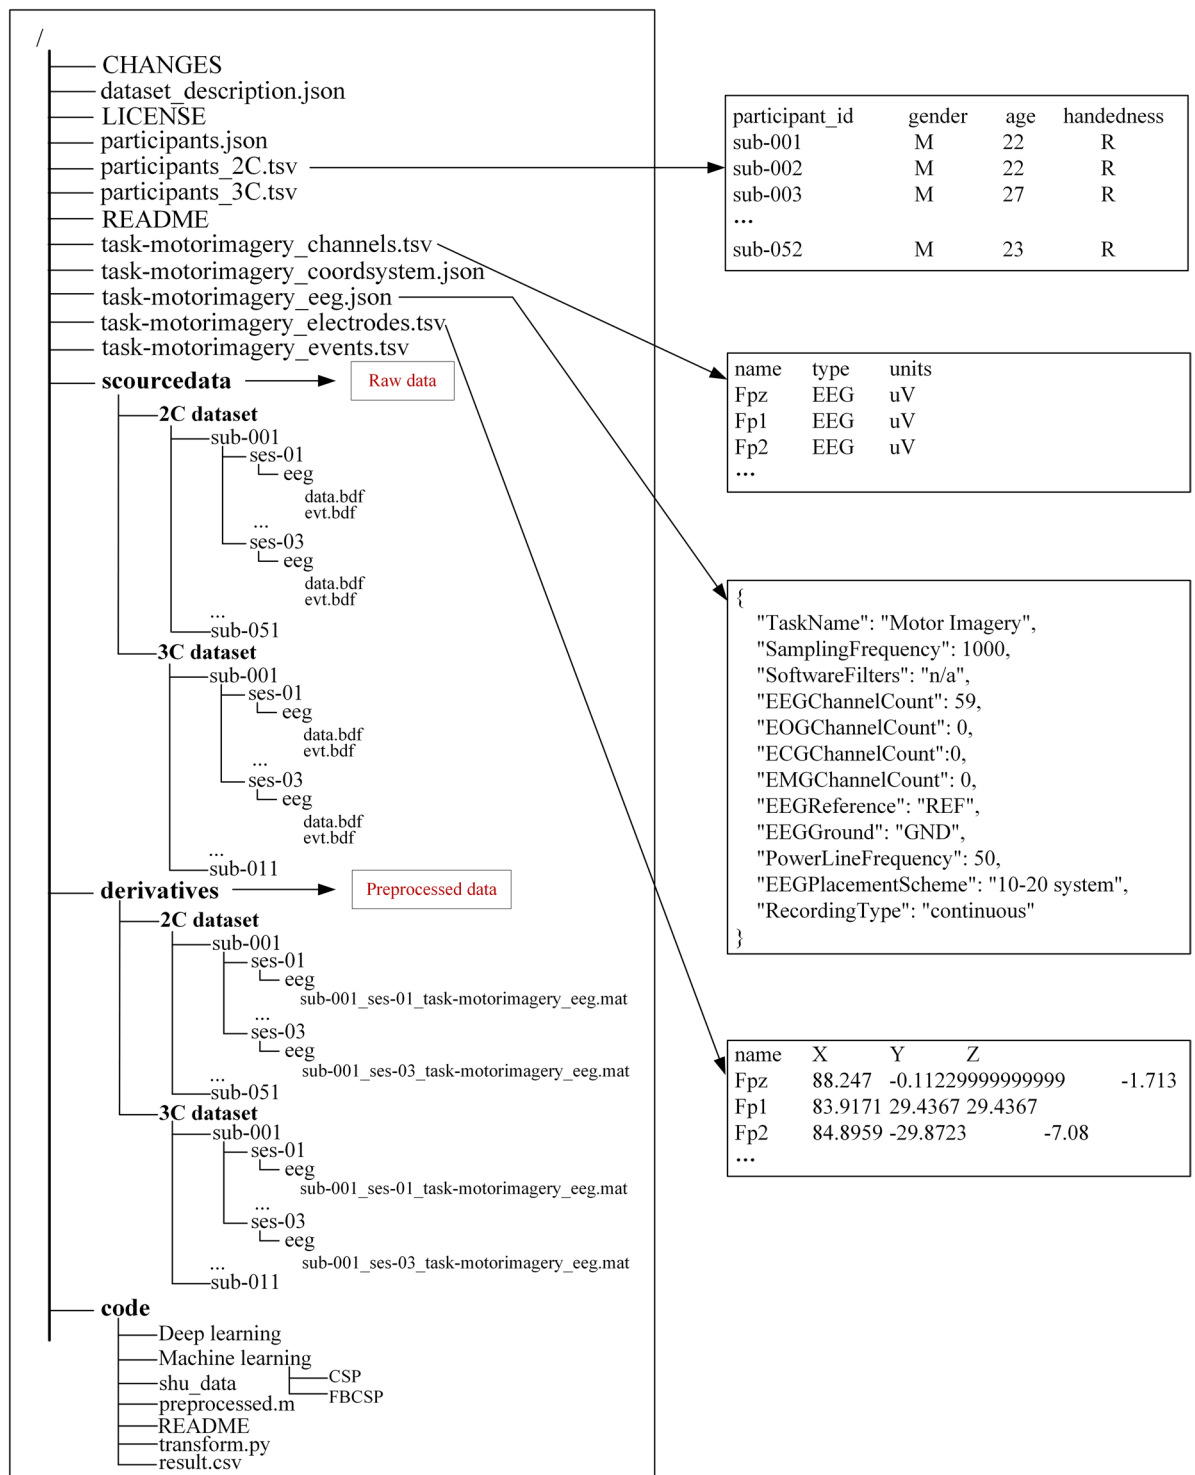 /
CHANGES
dataset_description.json
LICENSE
participants.json
participants_2C.tsv
participants_3C.tsv
README
task-motorimagery_channels.tsv
task-motorimagery_coordsystem.json
task-motorimagery_eeg.json
task-motorimagery_electrodes.tsv
task-motorimagery_events.tsv
scourcedata Raw data
2C dataset
sub-001
ses-01
eeg
data.bdf
evt.bdf
...
ses-03
eeg
data.bdf
evt.bdf
...
sub-051
3C dataset
sub-001
ses-01
eeg
data.bdf
evt.bdf
...
ses-03
eeg
data.bdf
evt.bdf
...
sub-011
derivatives Preprocessed data
2C dataset
sub-001
ses-01
eeg
sub-001_ses-01_task-motorimagery_eeg.mat
...
ses-03
eeg
sub-001_ses-03_task-motorimagery_eeg.mat
...
sub-051
3C dataset
sub-001
ses-01
eeg
sub-001_ses-01_task-motorimagery_eeg.mat
...
ses-03
eeg
sub-001_ses-03_task-motorimagery_eeg.mat
...
sub-011
code
Deep learning
Machine learning
CSP
FBCSP
shu_data
preprocessed.m
README
transform.py
result.csv
participant_id gender age handedness
sub-001 M 22 R
sub-002 M 22 R
sub-003 M 27 R
...
sub-052 M 23 R
name type units
Fpz EEG uV
Fp1 EEG uV
Fp2 EEG uV
...
{
"TaskName": "Motor Imagery",
"SamplingFrequency": 1000,
"SoftwareFilters": "n/a",
"EEGChannelCount": 59,
"EOGChannelCount": 0,
"ECGChannelCount":0,
"EMGChannelCount": 0,
"EEGReference": "REF",
"EEGGround": "GND",
"PowerLineFrequency": 50,
"EEGPlacementScheme": "10-20 system",
"RecordingType": "continuous"
}
name X Y Z
Fpz 88.247 -0.11229999999999 -1.713
Fp1 83.9171 29.4367 29.4367
Fp2 84.8959 -29.8723 -7.08
...